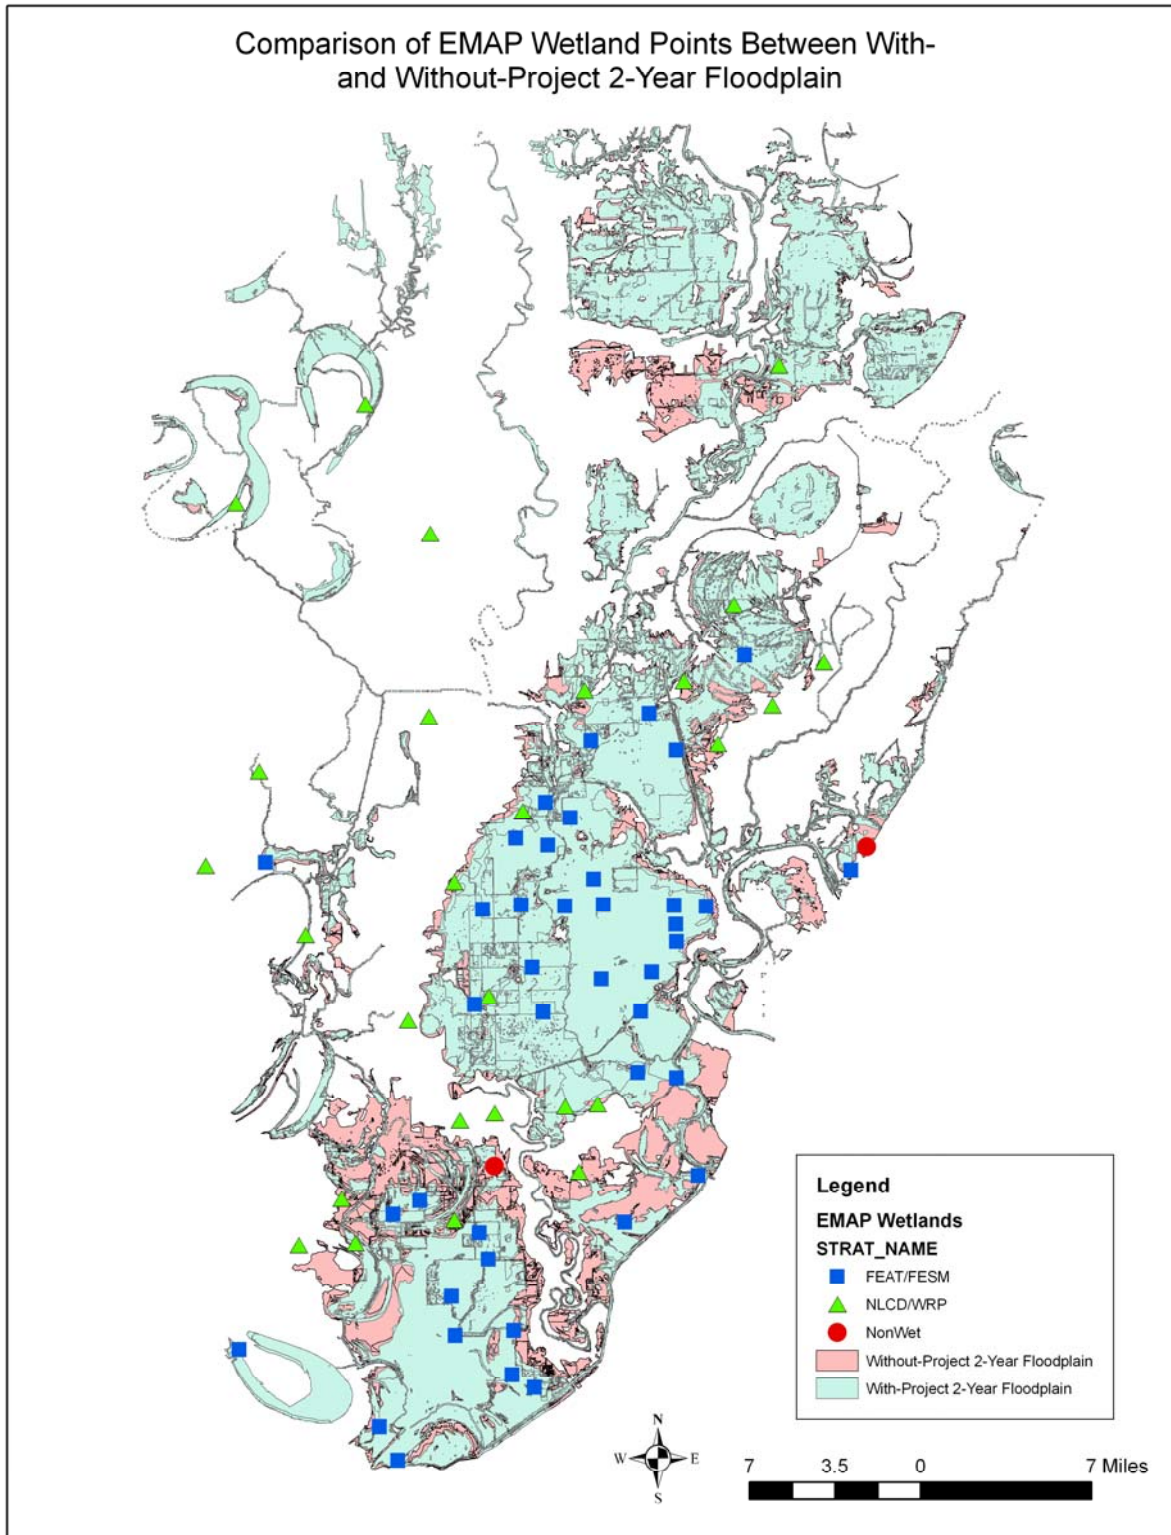 Comparison of EMAP Wetland Points Between With-
and Without-Project 2-Year Floodplain
Legend
EMAP Wetlands
STRAT_NAME
FEAT/FESM
NLCD/WRP
NonWet
Without-Project 2-Year Floodplain
With-Project 2-Year Floodplain
N
W E
S
7 3.5 0 7 Miles